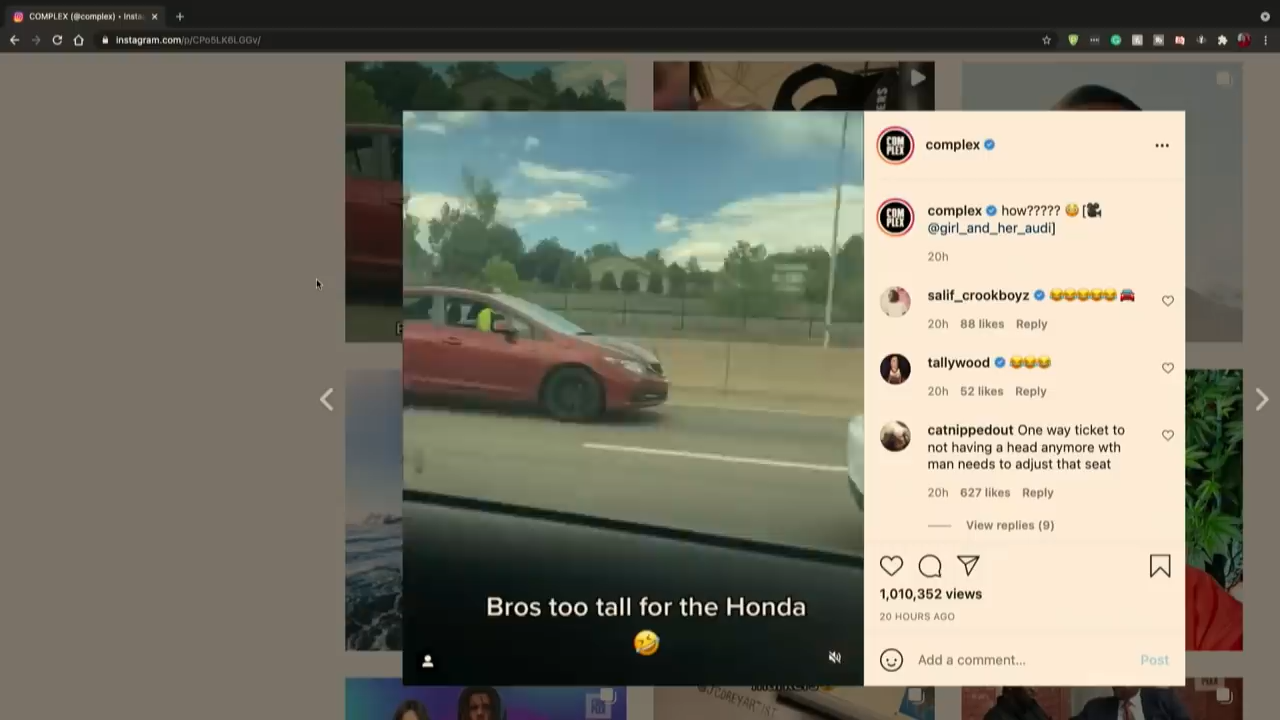 COMPLEX (@complex) • Insta
instagram.com/p/CPo5LK6LGGv/
complex
COM
PLEX
complex how????? 😳 [🎥
@girl_and_her_audi]
20h
salif_crookboyz 😂😂😂😂😂 🚘
20h 88 likes Reply
tallywood 😂😂😂
20h 52 likes Reply
catnippedout One way ticket to
not having a head anymore wth
man needs to adjust that seat
20h 627 likes Reply
View replies (9)
1,010,352 views
20 HOURS AGO
Add a comment... Post
Bros too tall for the Honda
🤣